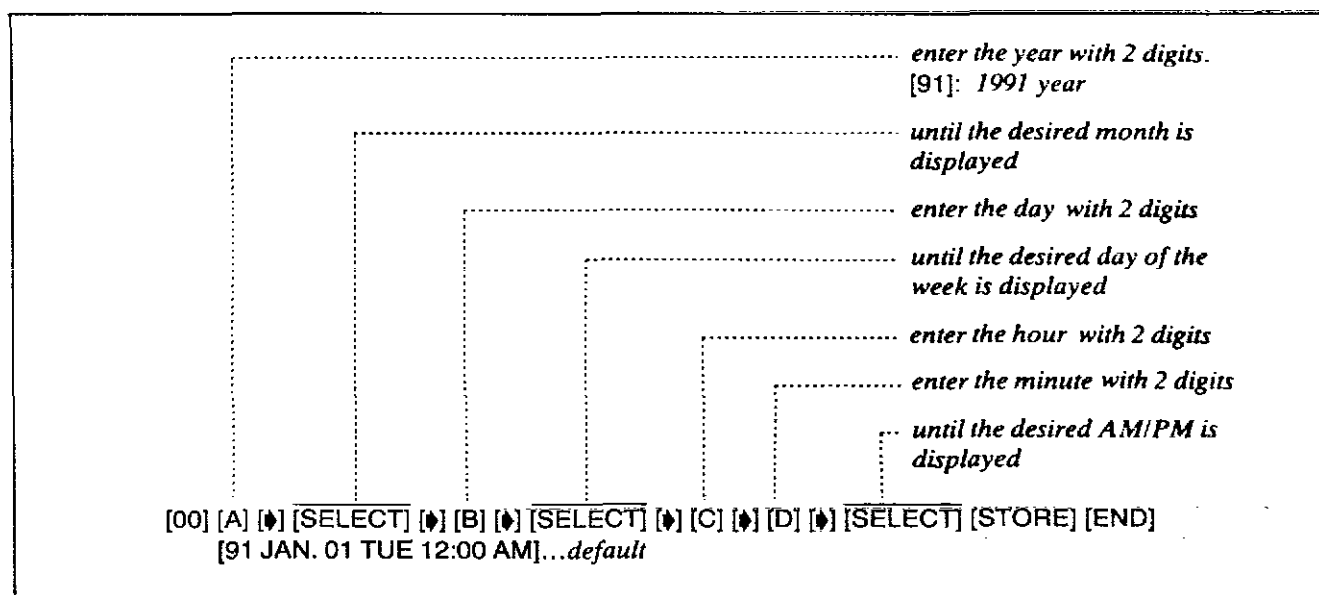 enter the year with 2 digits.
[91]: 1991 year
until the desired month is
displayed
enter the day with 2 digits
until the desired day of the
week is displayed
enter the hour with 2 digits
enter the minute with 2 digits
until the desired AM/PM is
displayed
[00] [A] [➧] [SELECT] [➧] [B] [➧] [SELECT] [➧] [C] [➧] [D] [➧] [SELECT] [STORE] [END]
[91 JAN. 01 TUE 12:00 AM]...default